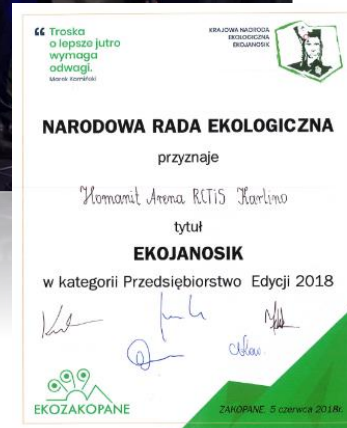 “ Troska
o lepsze jutro
wymaga
odwagi.
Marek Kamiński
KRAJOWA NAGRODA
EKOLOGICZNA
EKOJANOSIK
NARODOWA RADA EKOLOGICZNA
przyznaje
Homanit Arena RCTiS Karlino
tytuł
EKOJANOSIK
w kategorii Przedsiębiorstwo Edycji 2018
EKOZAKOPANE
ZAKOPANE, 5 czerwca 2018r.